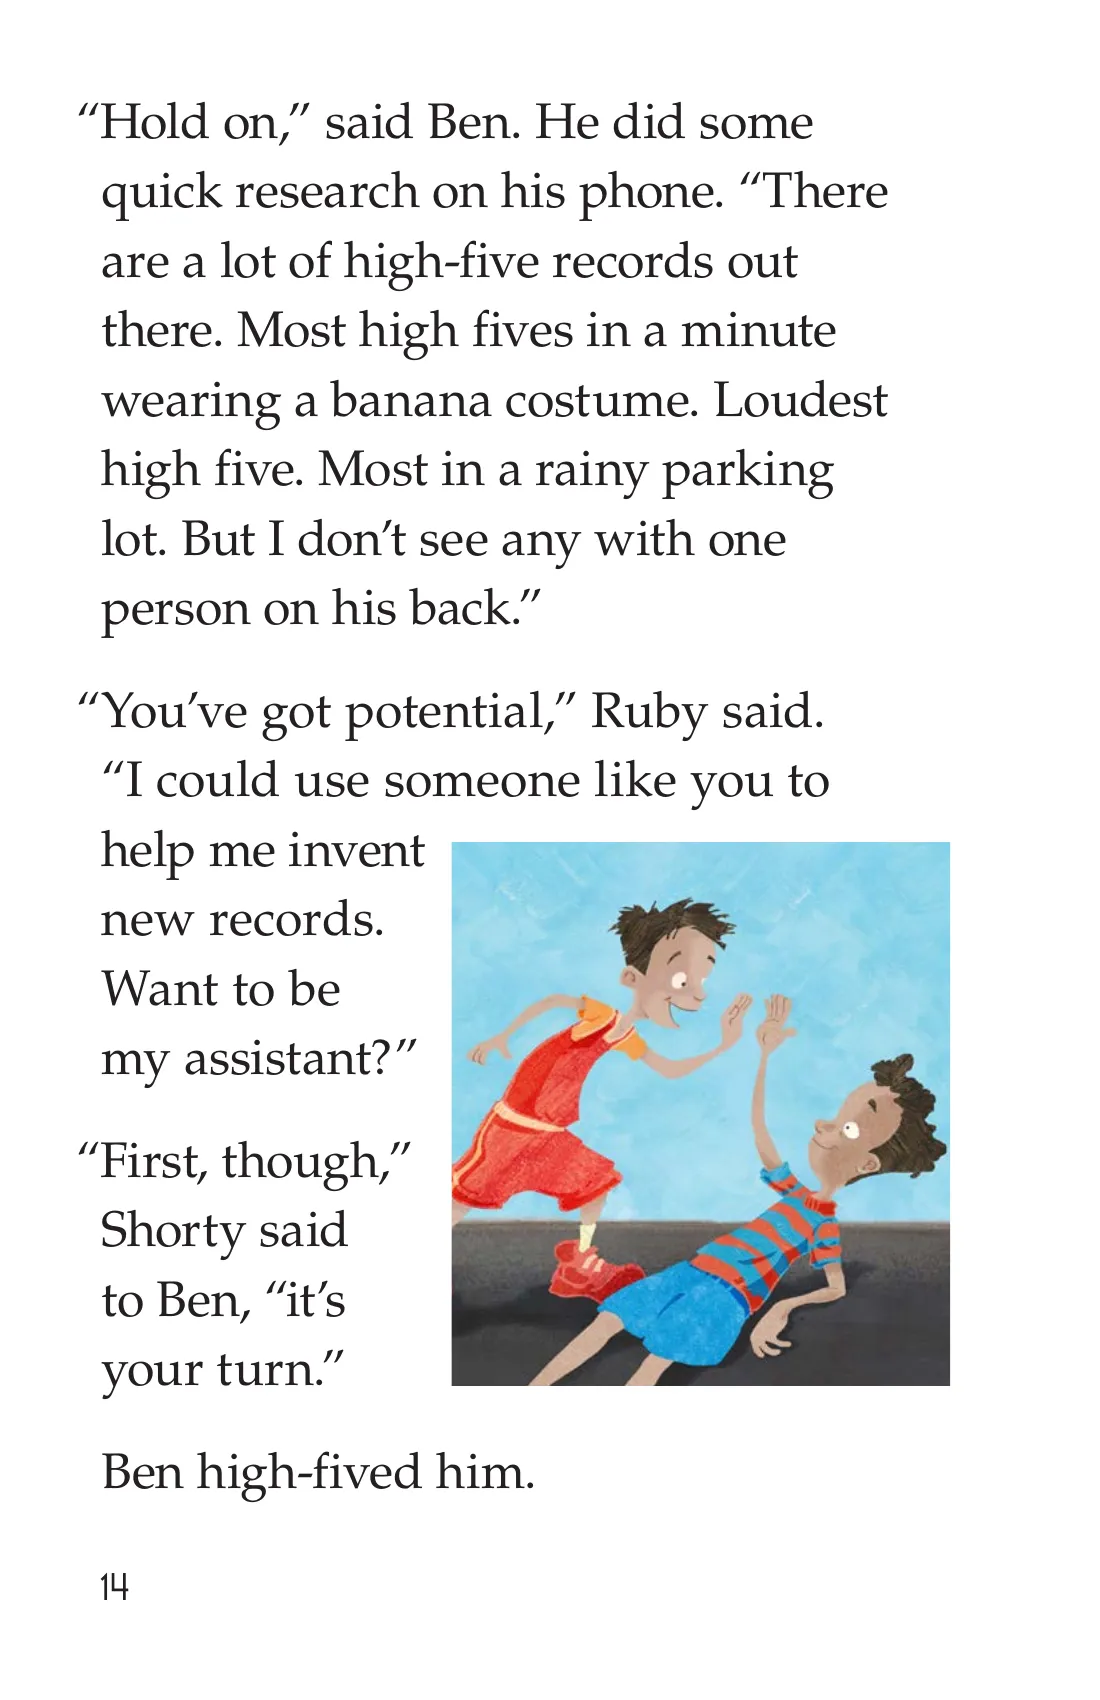 “Hold on,” said Ben. He did some
quick research on his phone. “There
are a lot of high-five records out
there. Most high fives in a minute
wearing a banana costume. Loudest
high five. Most in a rainy parking
lot. But I don’t see any with one
person on his back.”
“You’ve got potential,” Ruby said.
“I could use someone like you to
help me invent
new records.
Want to be
my assistant?”
“First, though,”
Shorty said
to Ben, “it’s
your turn.”
Ben high-fived him.
14